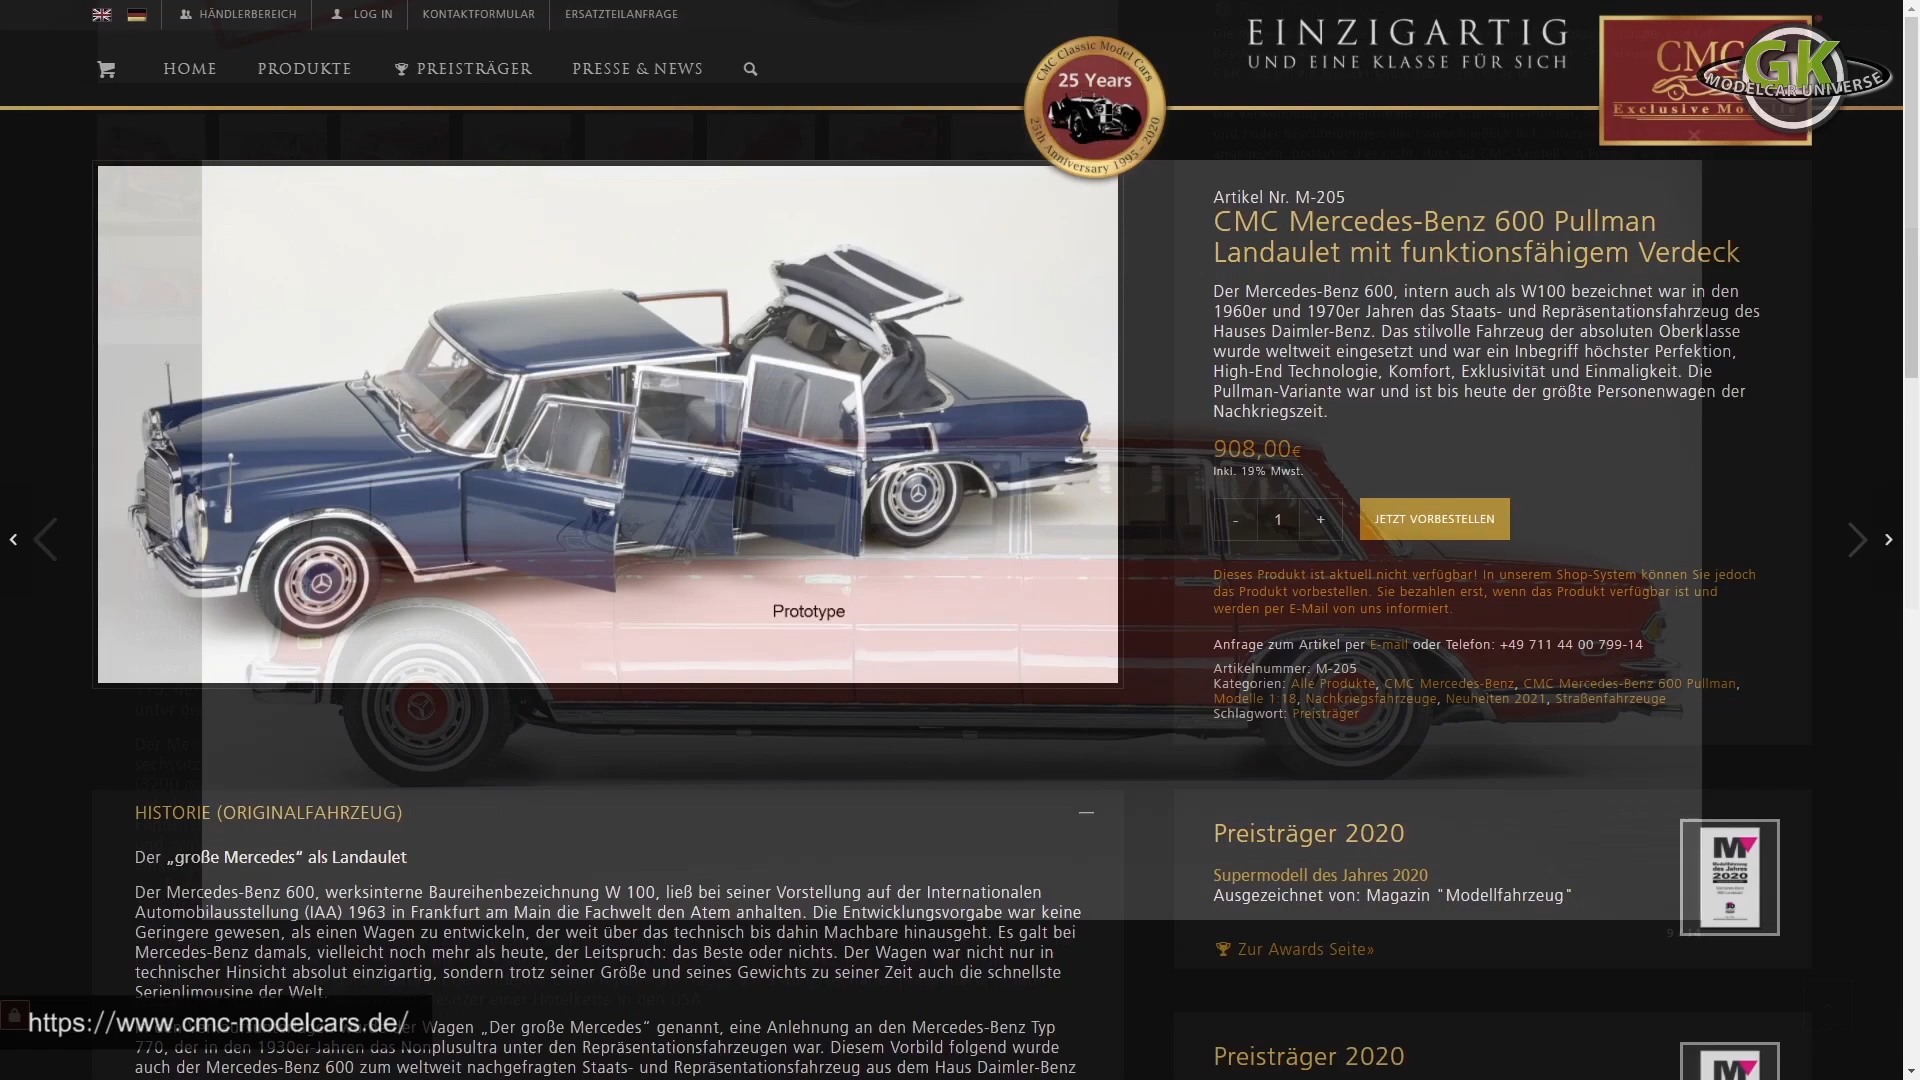 HÄNDLERBEREICH
LOG IN
KONTAKTFORMULAR
ERSATZTEILANFRAGE
HOME
PRODUKTE
PREISTRÄGER
PRESSE & NEWS
CMC Classic Model Cars
25 Years
25th Anniversary 1995 - 2020
EINZIGARTIG
UND EINE KLASSE FÜR SICH
CMC
Exclusive
GK
MODELCAR UNIVERSE
Prototype
Artikel Nr. M-205
CMC Mercedes-Benz 600 Pullman
Landaulet mit funktionsfähigem Verdeck
Der Mercedes-Benz 600, intern auch als W100 bezeichnet war in den
1960er und 1970er Jahren das Staats- und Repräsentationsfahrzeug des
Hauses Daimler-Benz. Das stilvolle Fahrzeug der absoluten Oberklasse
wurde weltweit eingesetzt und war ein Inbegriff höchster Perfektion,
High-End Technologie, Komfort, Exklusivität und Einmaligkeit. Die
Pullman-Variante war und ist bis heute der größte Personenwagen der
Nachkriegszeit.
908,00€
Inkl. 19% Mwst.
- 1 +
JETZT VORBESTELLEN
Dieses Produkt ist aktuell nicht verfügbar! In unserem Shop-System können Sie jedoch
das Produkt vorbestellen. Sie bezahlen erst, wenn das Produkt verfügbar ist und
werden per E-Mail von uns informiert.
Anfrage zum Artikel per E-mail oder Telefon: +49 711 44 00 799-14
Artikelnummer: M-205
Kategorien: Alle Produkte, CMC Mercedes-Benz, CMC Mercedes-Benz 600 Pullman,
Modelle 1:18, Nachkriegsfahrzeuge, Neuheiten 2021, Straßenfahrzeuge
Schlagwort: Preisträger
HISTORIE (ORIGINALFAHRZEUG)
Der „große Mercedes“ als Landaulet
Der Mercedes-Benz 600, werksinterne Baureihenbezeichnung W 100, ließ bei seiner Vorstellung auf der Internationalen
Automobilausstellung (IAA) 1963 in Frankfurt am Main die Fachwelt den Atem anhalten. Die Entwicklungsvorgabe war keine
Geringere gewesen, als einen Wagen zu entwickeln, der weit über das technisch bis dahin Machbare hinausgeht. Es galt bei
Mercedes-Benz damals, vielleicht noch mehr als heute, der Leitspruch: das Beste oder nichts. Der Wagen war nicht nur in
technischer Hinsicht absolut einzigartig, sondern trotz seiner Größe und seines Gewichts zu seiner Zeit auch die schnellste
Serienlimousine der Welt.
https://www.cmc-modelcars.de/
Wagen „Der große Mercedes“ genannt, eine Anlehnung an den Mercedes-Benz Typ
770, der in den 1930er-Jahren das Nonplusultra unter den Repräsentationsfahrzeugen war. Diesem Vorbild folgend wurde
auch der Mercedes-Benz 600 zum weltweit nachgefragten Staats- und Repräsentationsfahrzeug aus dem Haus Daimler-Benz
Preisträger 2020
Supermodell des Jahres 2020
Ausgezeichnet von: Magazin "Modellfahrzeug"
Zur Awards Seite»
Preisträger 2020